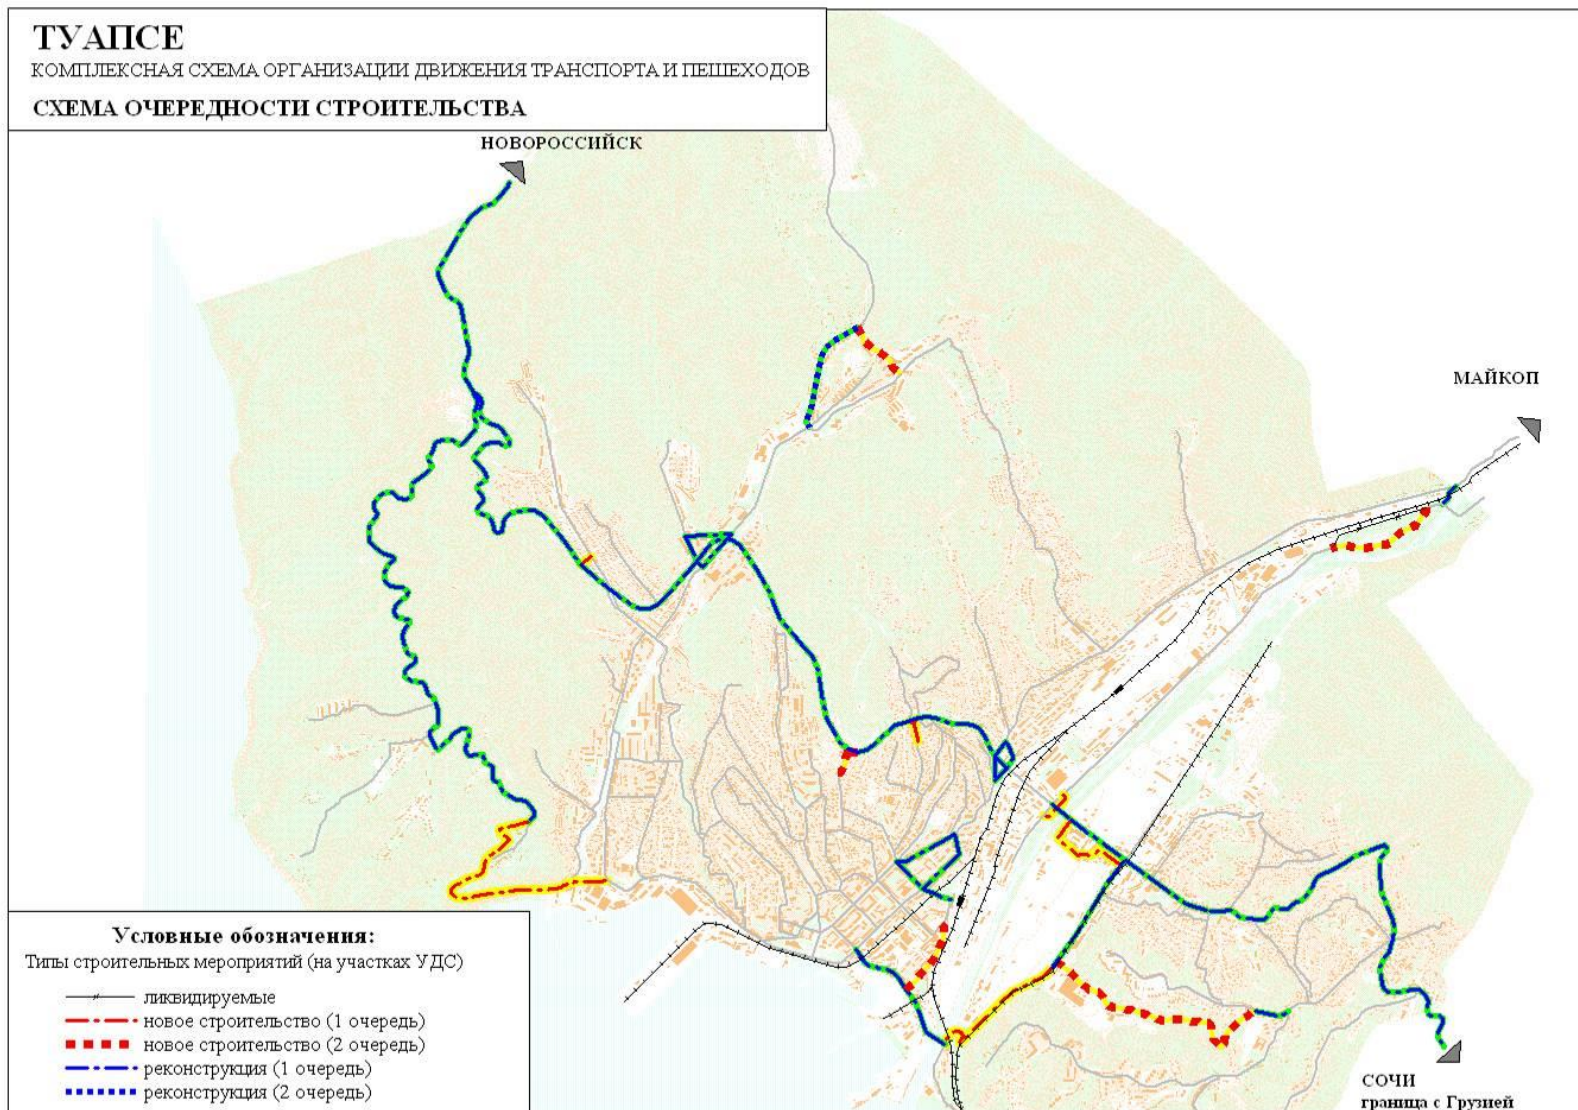 ТУАПСЕ
КОМПЛЕКСНАЯ СХЕМА ОРГАНИЗАЦИИ ДВИЖЕНИЯ ТРАНСПОРТА И ПЕШЕХОДОВ
СХЕМА ОЧЕРЕДНОСТИ СТРОИТЕЛЬСТВА
НОВОРОССИЙСК
МАЙКОП
Условные обозначения:
Типы строительных мероприятий (на участках УДС)
ликвидируемые
новое строительство (1 очередь)
новое строительство (2 очередь)
реконструкция (1 очередь)
реконструкция (2 очередь)
СОЧИ
граница с Грузией